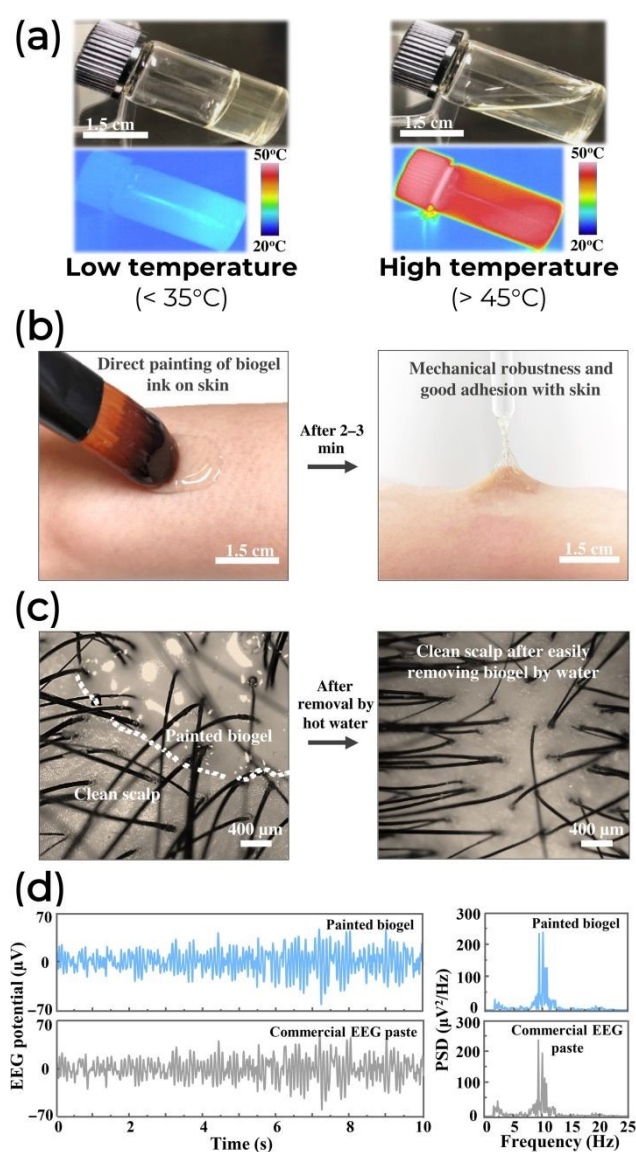 (a)
1.5 cm
1.5 cm
50°C
20°C
50°C
20°C
Low temperature
(< 35°C)
High temperature
(> 45°C)
(b)
Direct painting of biogel
ink on skin
1.5 cm
After 2–3
min
Mechanical robustness and
good adhesion with skin
1.5 cm
(c)
Painted biogel
Clean scalp
400 μm
After
removal by
hot water
Clean scalp after easily
removing biogel by water
400 μm
(d)
EEG potential (μV)
70
0
−70
Painted biogel
70
0
−70
Commercial EEG paste
0 2 4 6 8 10
Time (s)
PSD (μV²/Hz)
300
200
100
0
Painted biogel
300
200
100
0
Commercial EEG
paste
0 5 10 15 20 25
Frequency (Hz)